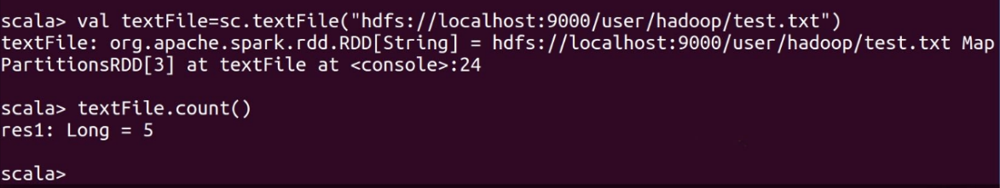 scala> val textFile=sc.textFile("hdfs://localhost:9000/user/hadoop/test.txt")
textFile: org.apache.spark.rdd.RDD[String] = hdfs://localhost:9000/user/hadoop/test.txt Map
PartitionsRDD[3] at textFile at <console>:24
scala> textFile.count()
res1: Long = 5
scala>